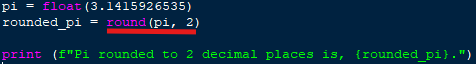 pi = float(3.1415926535)
rounded_pi = round(pi, 2)
print (f"Pi rounded to 2 decimal places is, {rounded_pi}.")